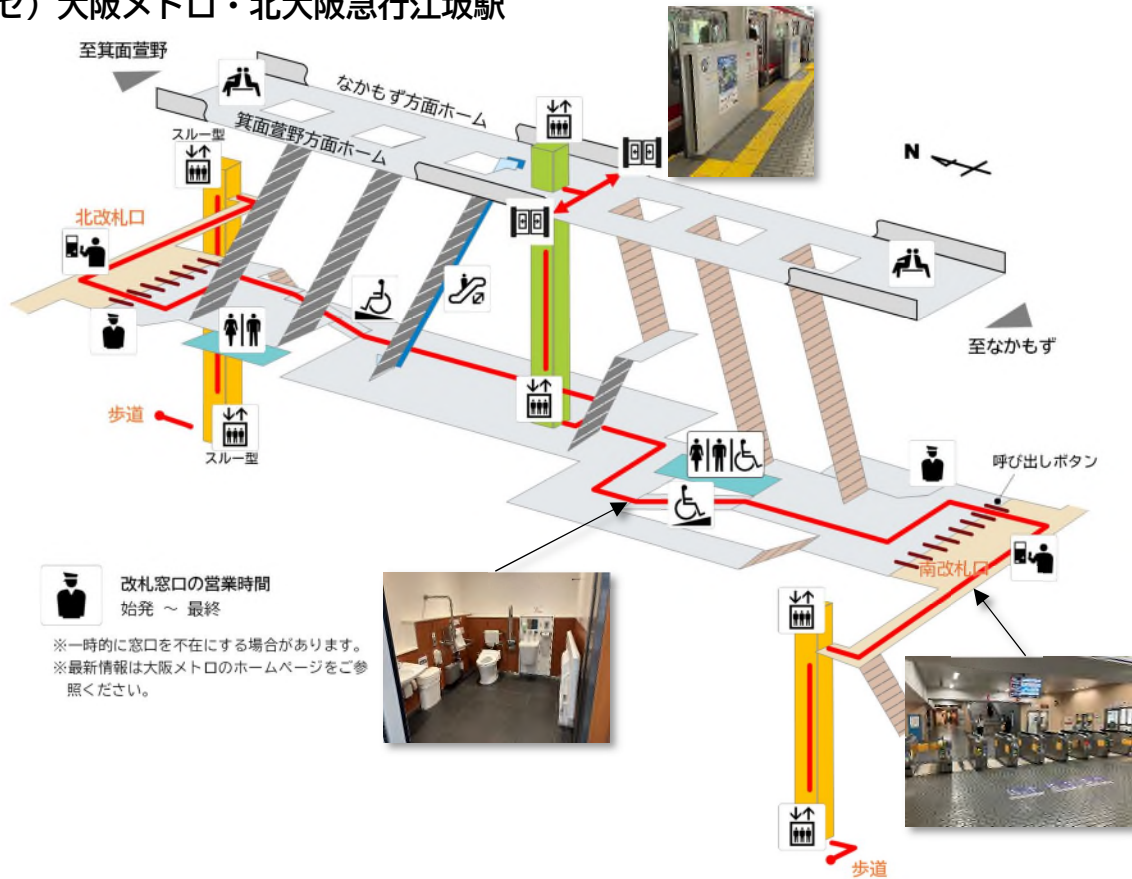 セ）大阪メトロ・北大阪急行江坂駅
至箕面萱野
なかもず方面ホーム
箕面萱野方面ホーム
スルー型
N
北改札口
至なかもず
歩道
スルー型
呼び出しボタン
南改札口
改札窓口の営業時間
始発 ～ 最終
※一時的に窓口を不在にする場合があります。
※最新情報は大阪メトロのホームページをご参
照ください。
歩道